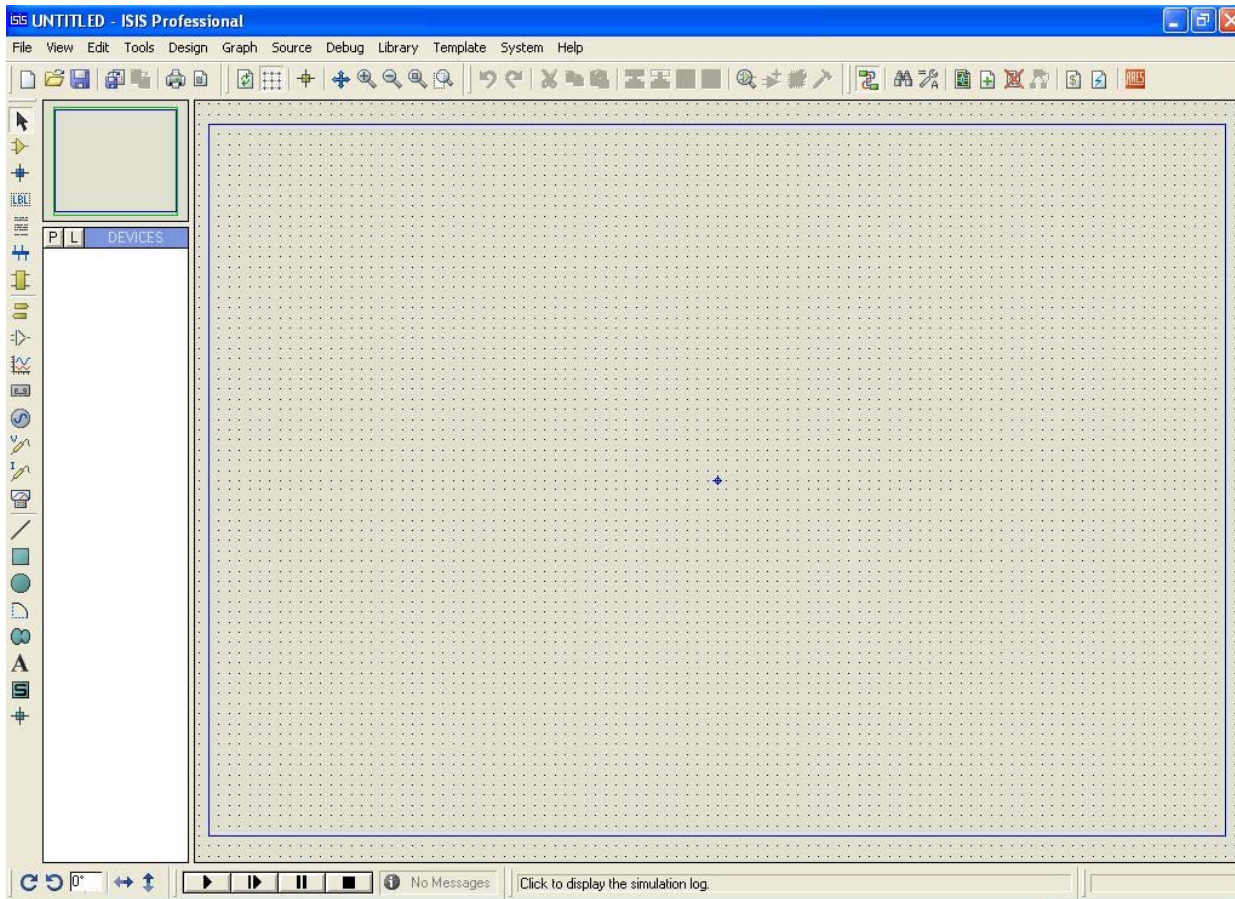 isis UNTITLED - ISIS Professional
File View Edit Tools Design Graph Source Debug Library Template System Help
A ARES
LBL
P L DEVICES
V
I
A
S
0° No Messages Click to display the simulation log.